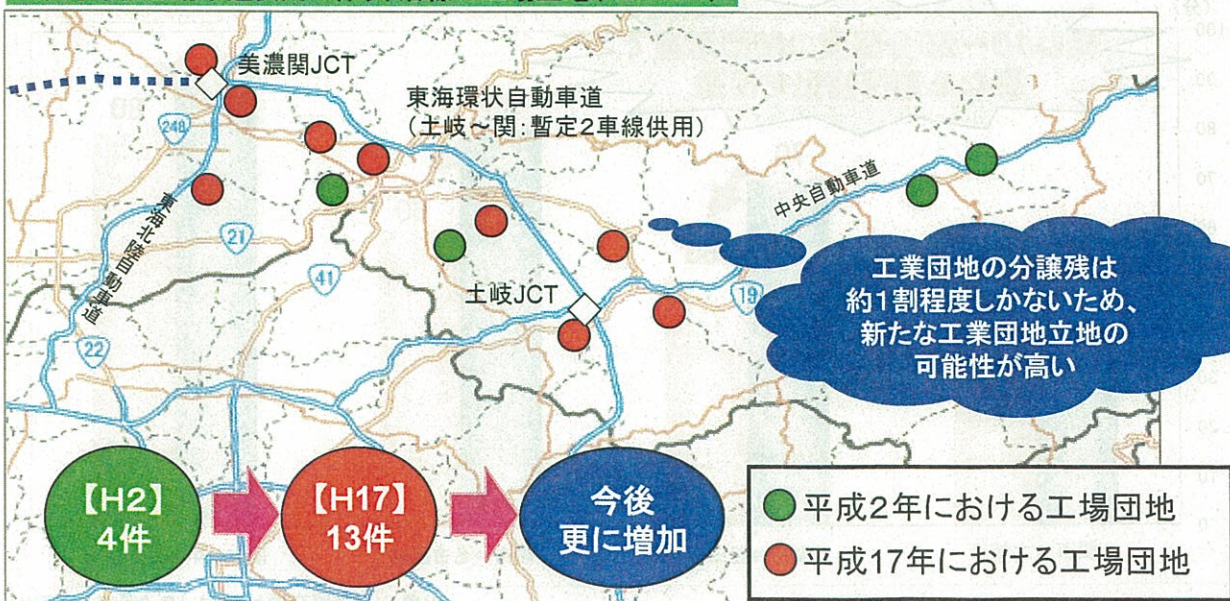 美濃関JCT
東海環状自動車道
(土岐～関:暫定2車線供用)
248
東海北陸自動車道
21
41
22
土岐JCT
19
中央自動車道
工業団地の分譲残は
約1割程度しかないため、
新たな工業団地立地の
可能性が高い
【H2】
4件
【H17】
13件
今後
更に増加
平成2年における工場団地
平成17年における工場団地